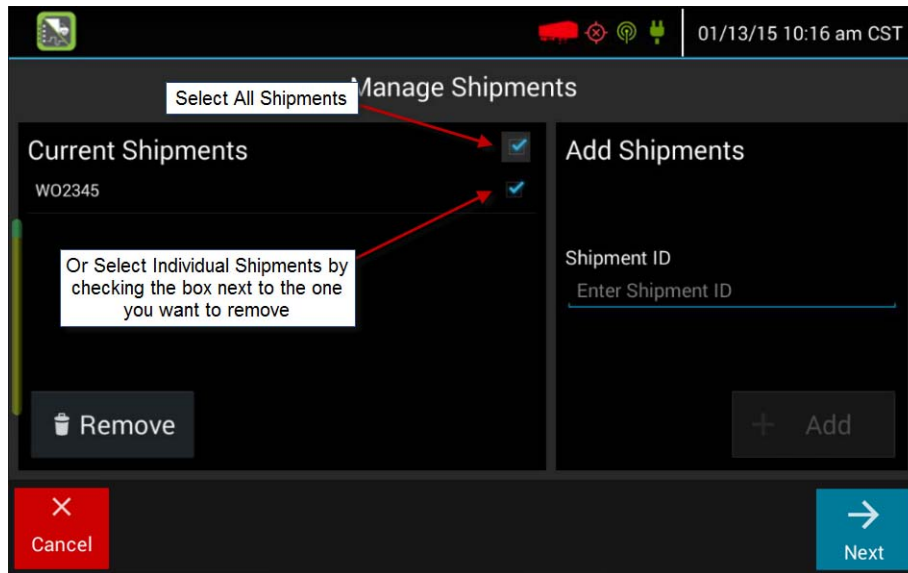 01/13/15 10:16 am CST
Manage Shipments
Select All Shipments
Current Shipments
WO2345
Or Select Individual Shipments by
checking the box next to the one
you want to remove
Remove
Add Shipments
Shipment ID
Enter Shipment ID
+ Add
Cancel
Next